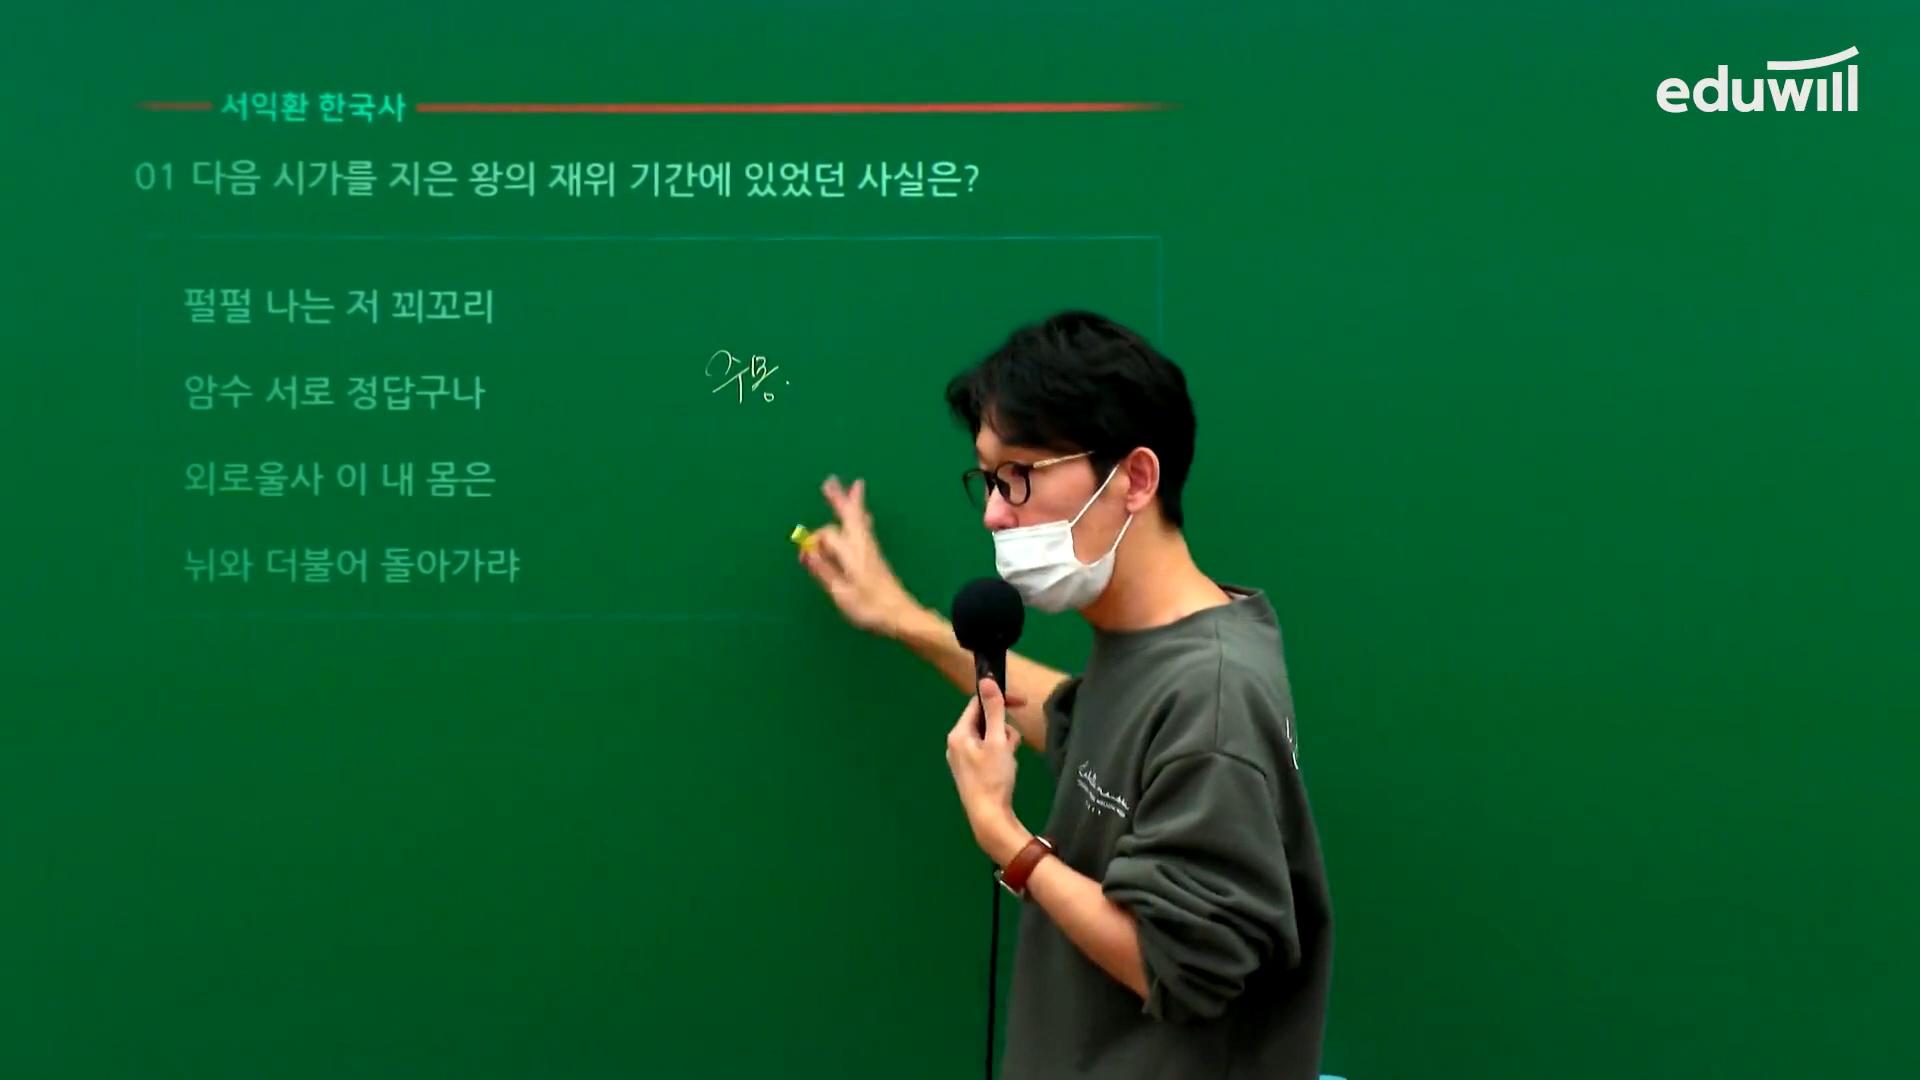 eduwill
서익환 한국사
01 다음 시가를 지은 왕의 재위 기간에 있었던 사실은?
펄펄 나는 저 꾀꼬리
암수 서로 정답구나
주몽.
외로울사 이 내 몸은
뉘와 더불어 돌아가랴